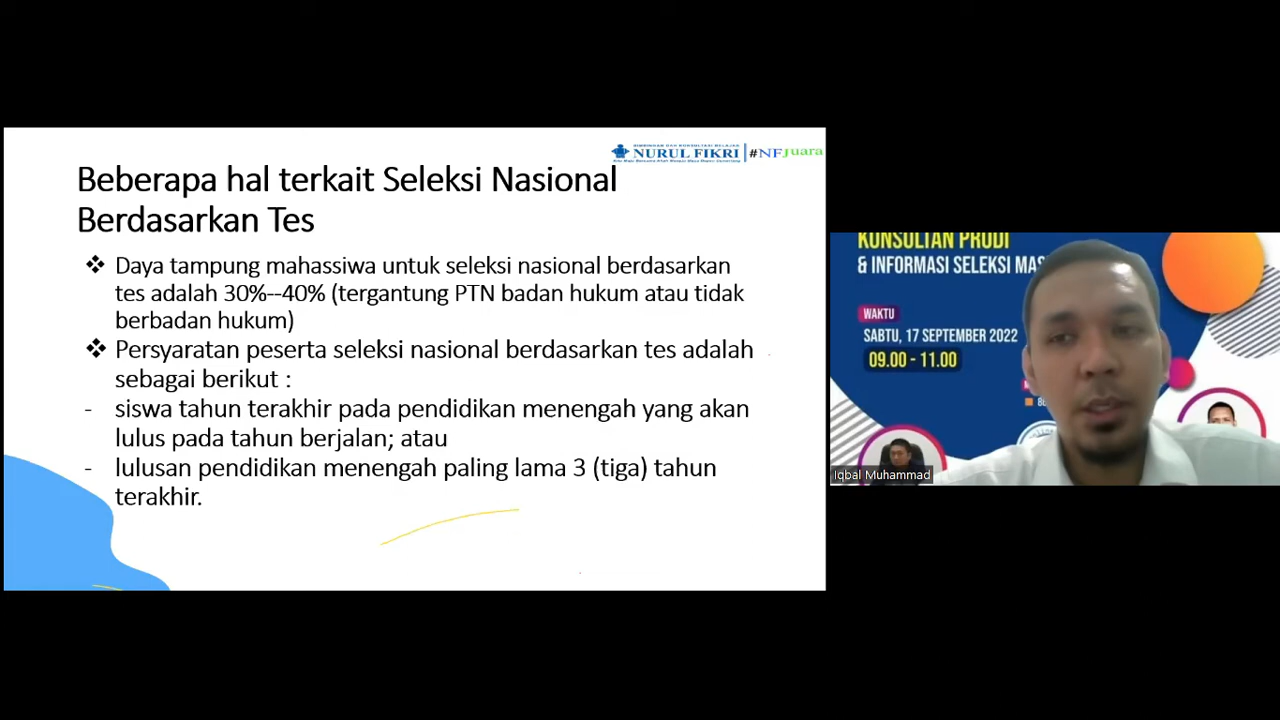 NURUL FIKRI #NFJuara
Beberapa hal terkait Seleksi Nasional
Berdasarkan Tes
❖ Daya tampung mahassiwa untuk seleksi nasional berdasarkan
tes adalah 30%--40% (tergantung PTN badan hukum atau tidak
berbadan hukum)
❖ Persyaratan peserta seleksi nasional berdasarkan tes adalah
sebagai berikut :
- siswa tahun terakhir pada pendidikan menengah yang akan
lulus pada tahun berjalan; atau
- lulusan pendidikan menengah paling lama 3 (tiga) tahun
terakhir.
KONSULTAN PRODI
& INFORMASI SELEKSI
WAKTU
SABTU, 17 SEPTEMBER 2022
09.00 - 11.00
Iqbal Muhammad